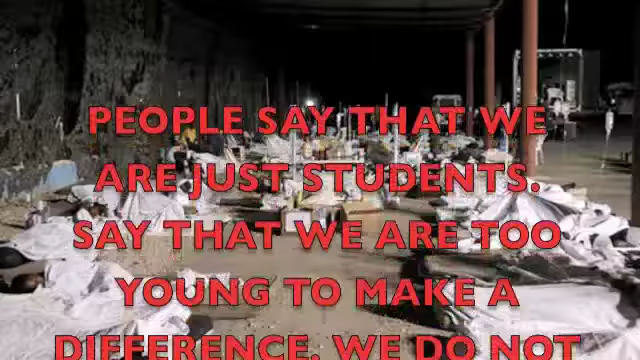 PEOPLE SAY THAT WE
ARE JUST STUDENTS.
SAY THAT WE ARE TOO
YOUNG TO MAKE A
DIFFERENCE. WE DO NOT